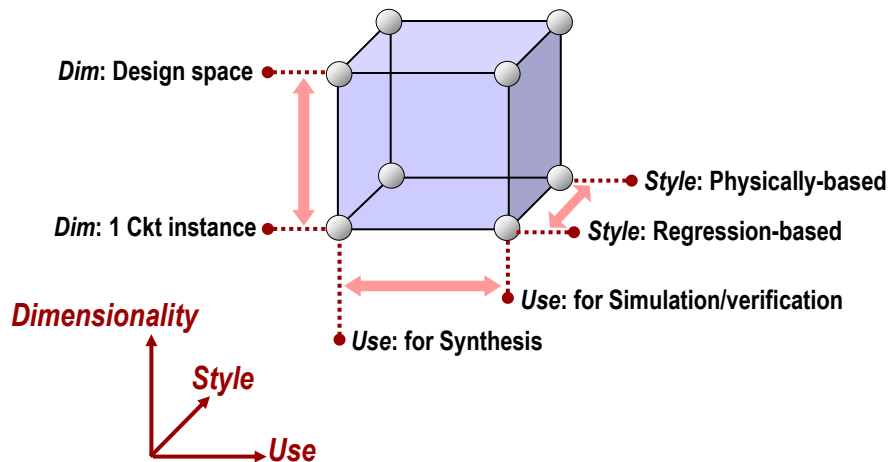 Dim: Design space
Style: Physically-based
Dim: 1 Ckt instance
Style: Regression-based
Use: for Simulation/verification
Use: for Synthesis
Dimensionality
Style
Use